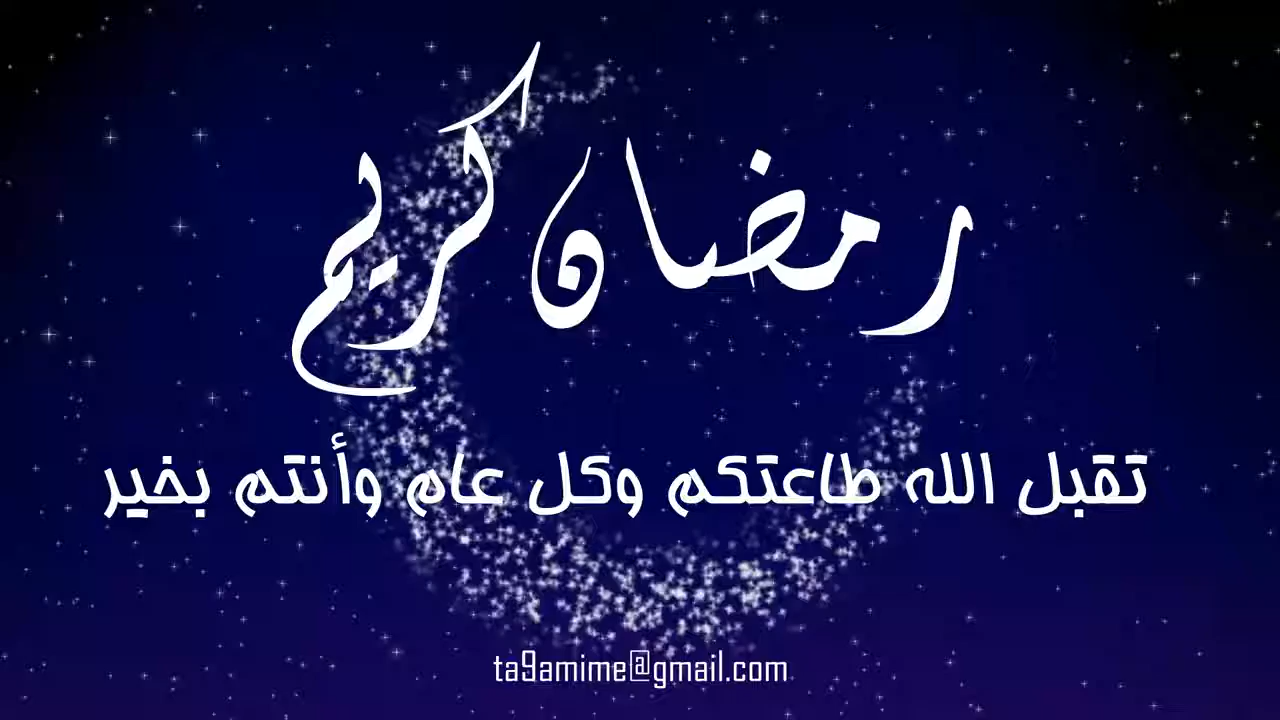 رمضان كريم
تقبل الله طاعتكم وكل عام وأنتم بخير
ta9amime@gmail.com